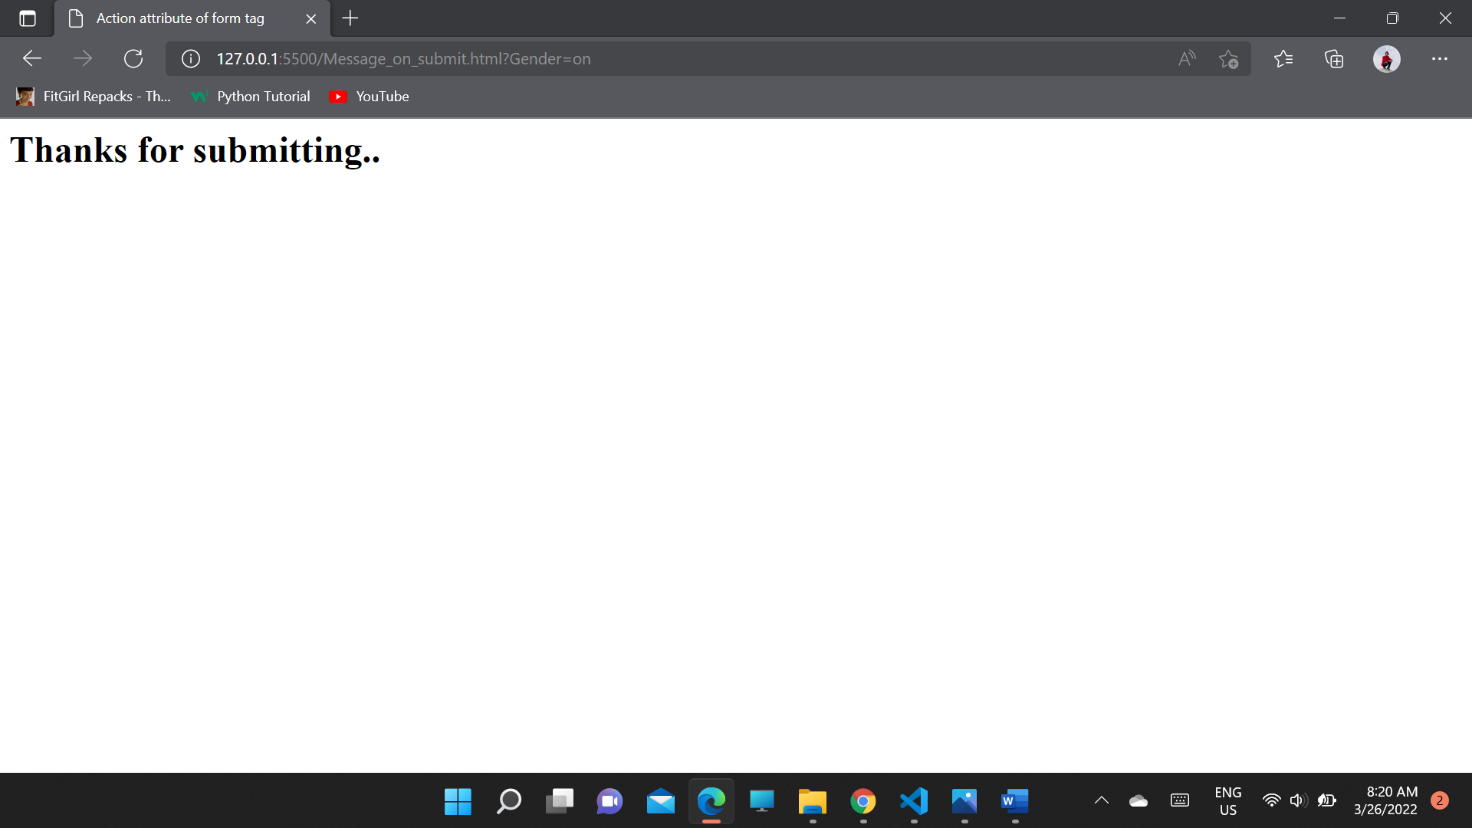 Action attribute of form tag
127.0.0.1:5500/Message_on_submit.html?Gender=on
FitGirl Repacks - Th... Python Tutorial YouTube
Thanks for submitting..
ENG 8:20 AM
US 3/26/2022 2